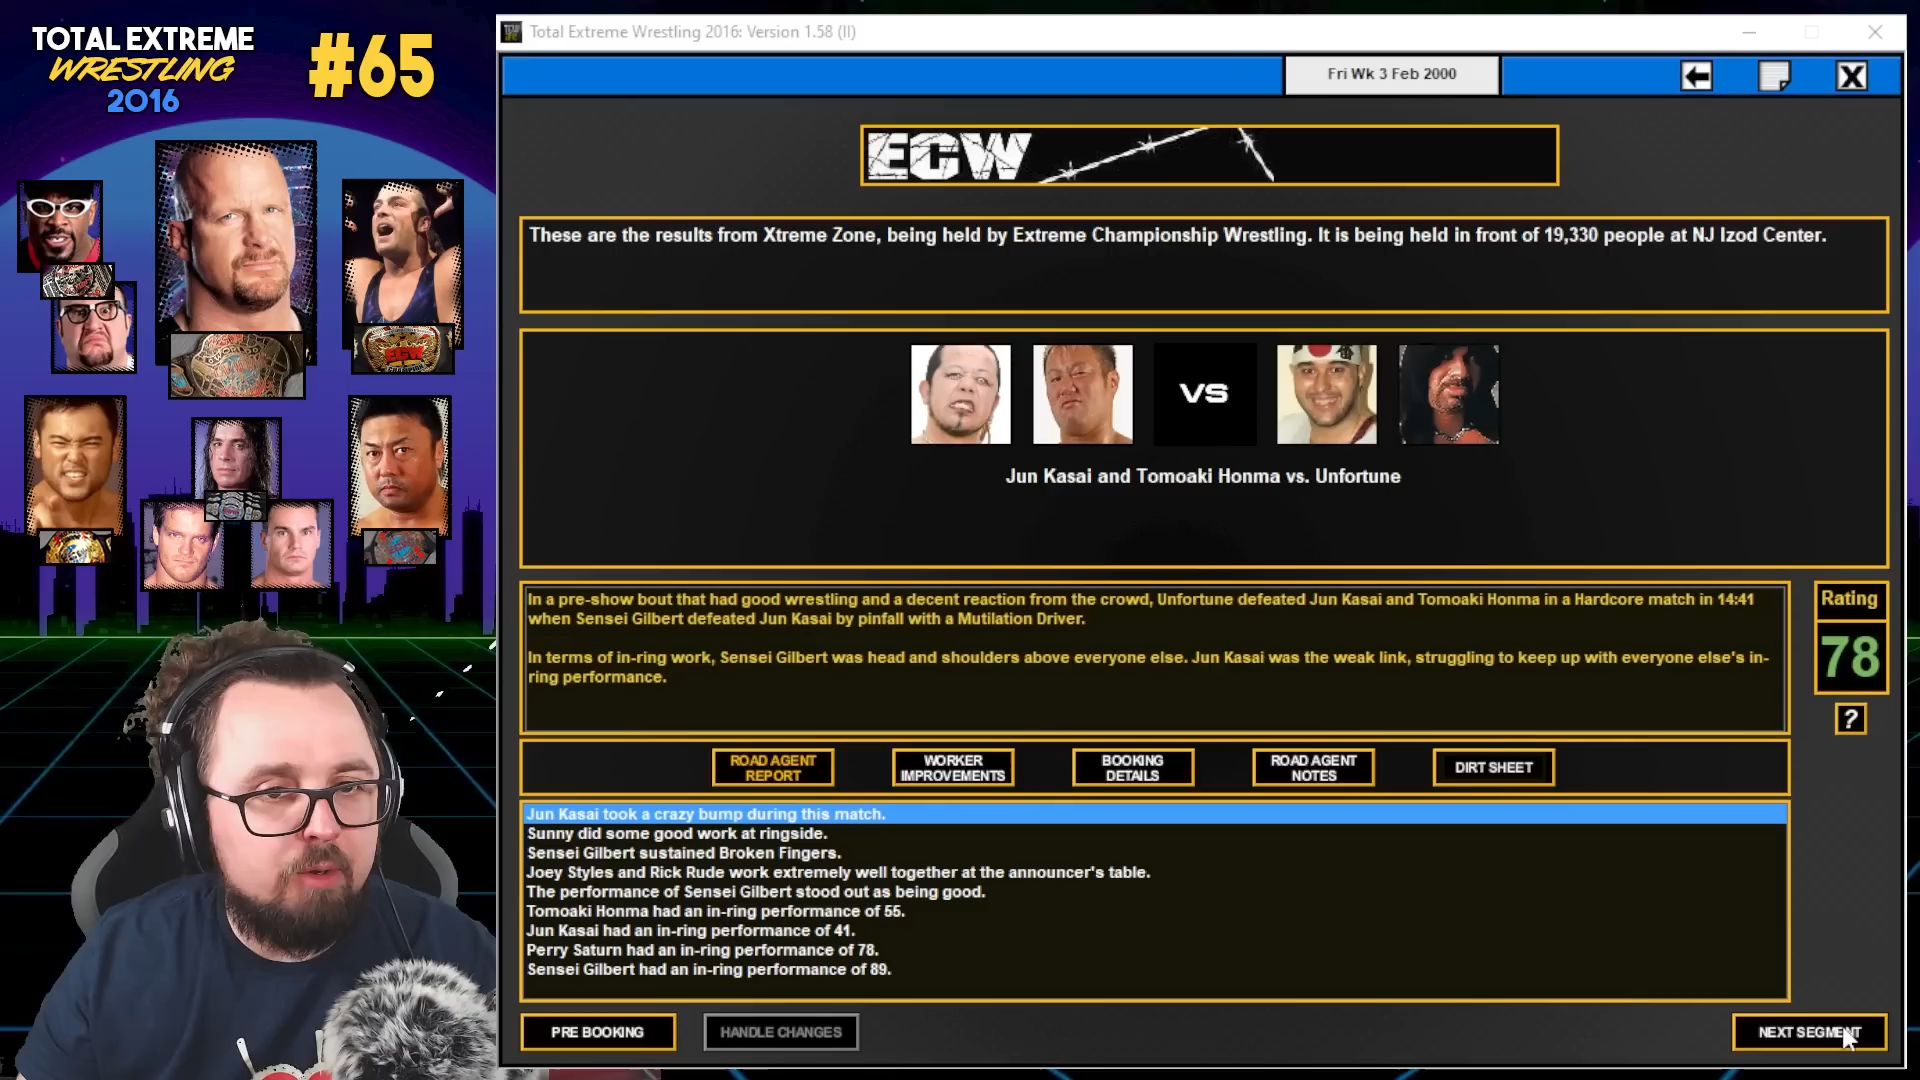 TOTAL EXTREME
WRESTLING
2016
#65
Total Extreme Wrestling 2016: Version 1.58 (II)
Fri Wk 3 Feb 2000
X
ECW
These are the results from Xtreme Zone, being held by Extreme Championship Wrestling. It is being held in front of 19,330 people at NJ Izod Center.
VS
Jun Kasai and Tomoaki Honma vs. Unfortune
In a pre-show bout that had good wrestling and a decent reaction from the crowd, Unfortune defeated Jun Kasai and Tomoaki Honma in a Hardcore match in 14:41
when Sensei Gilbert defeated Jun Kasai by pinfall with a Mutilation Driver.
In terms of in-ring work, Sensei Gilbert was head and shoulders above everyone else. Jun Kasai was the weak link, struggling to keep up with everyone else's in-
ring performance.
Rating
78
?
ROAD AGENT
REPORT
WORKER
IMPROVEMENTS
BOOKING
DETAILS
ROAD AGENT
NOTES
DIRT SHEET
Jun Kasai took a crazy bump during this match.
Sunny did some good work at ringside.
Sensei Gilbert sustained Broken Fingers.
Joey Styles and Rick Rude work extremely well together at the announcer's table.
The performance of Sensei Gilbert stood out as being good.
Tomoaki Honma had an in-ring performance of 55.
Jun Kasai had an in-ring performance of 41.
Perry Saturn had an in-ring performance of 78.
Sensei Gilbert had an in-ring performance of 89.
PRE BOOKING
HANDLE CHANGES
NEXT SEGMENT